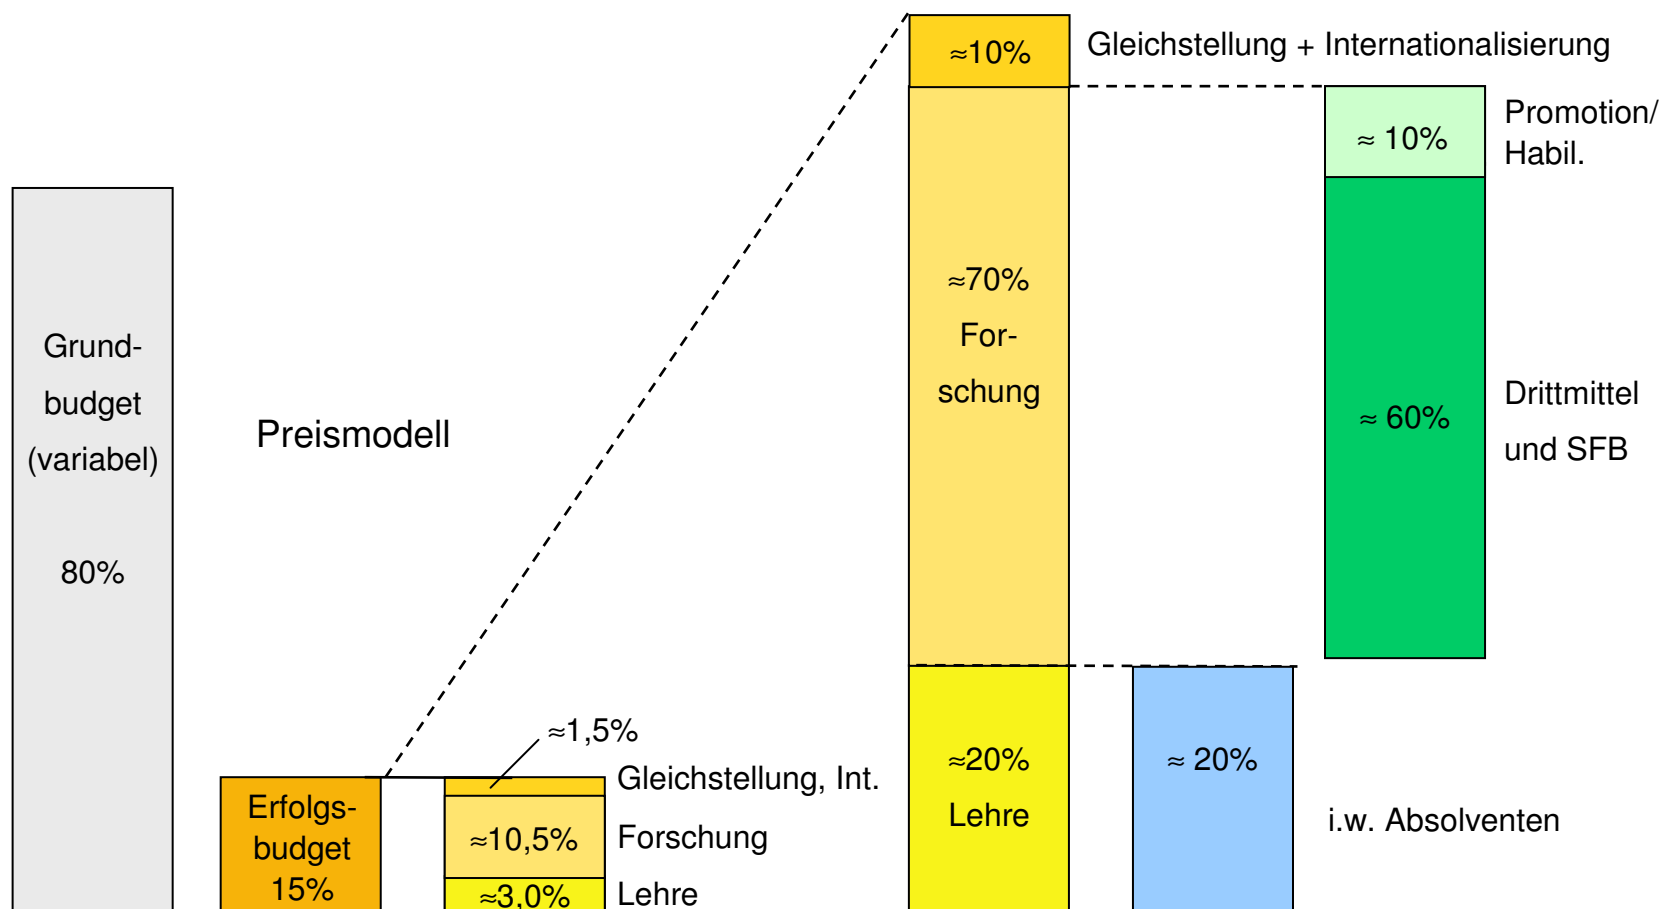 ≈10%
Gleichstellung + Internationalisierung
≈ 10%
Promotion/
Habil.
≈70%
For-
schung
≈ 60%
Drittmittel
und SFB
Grund-
budget
(variabel)
80%
Preismodell
≈1,5%
Gleichstellung, Int.
Erfolgs-
budget
15%
≈10,5%
Forschung
≈3,0%
Lehre
≈20%
Lehre
≈ 20%
i.w. Absolventen